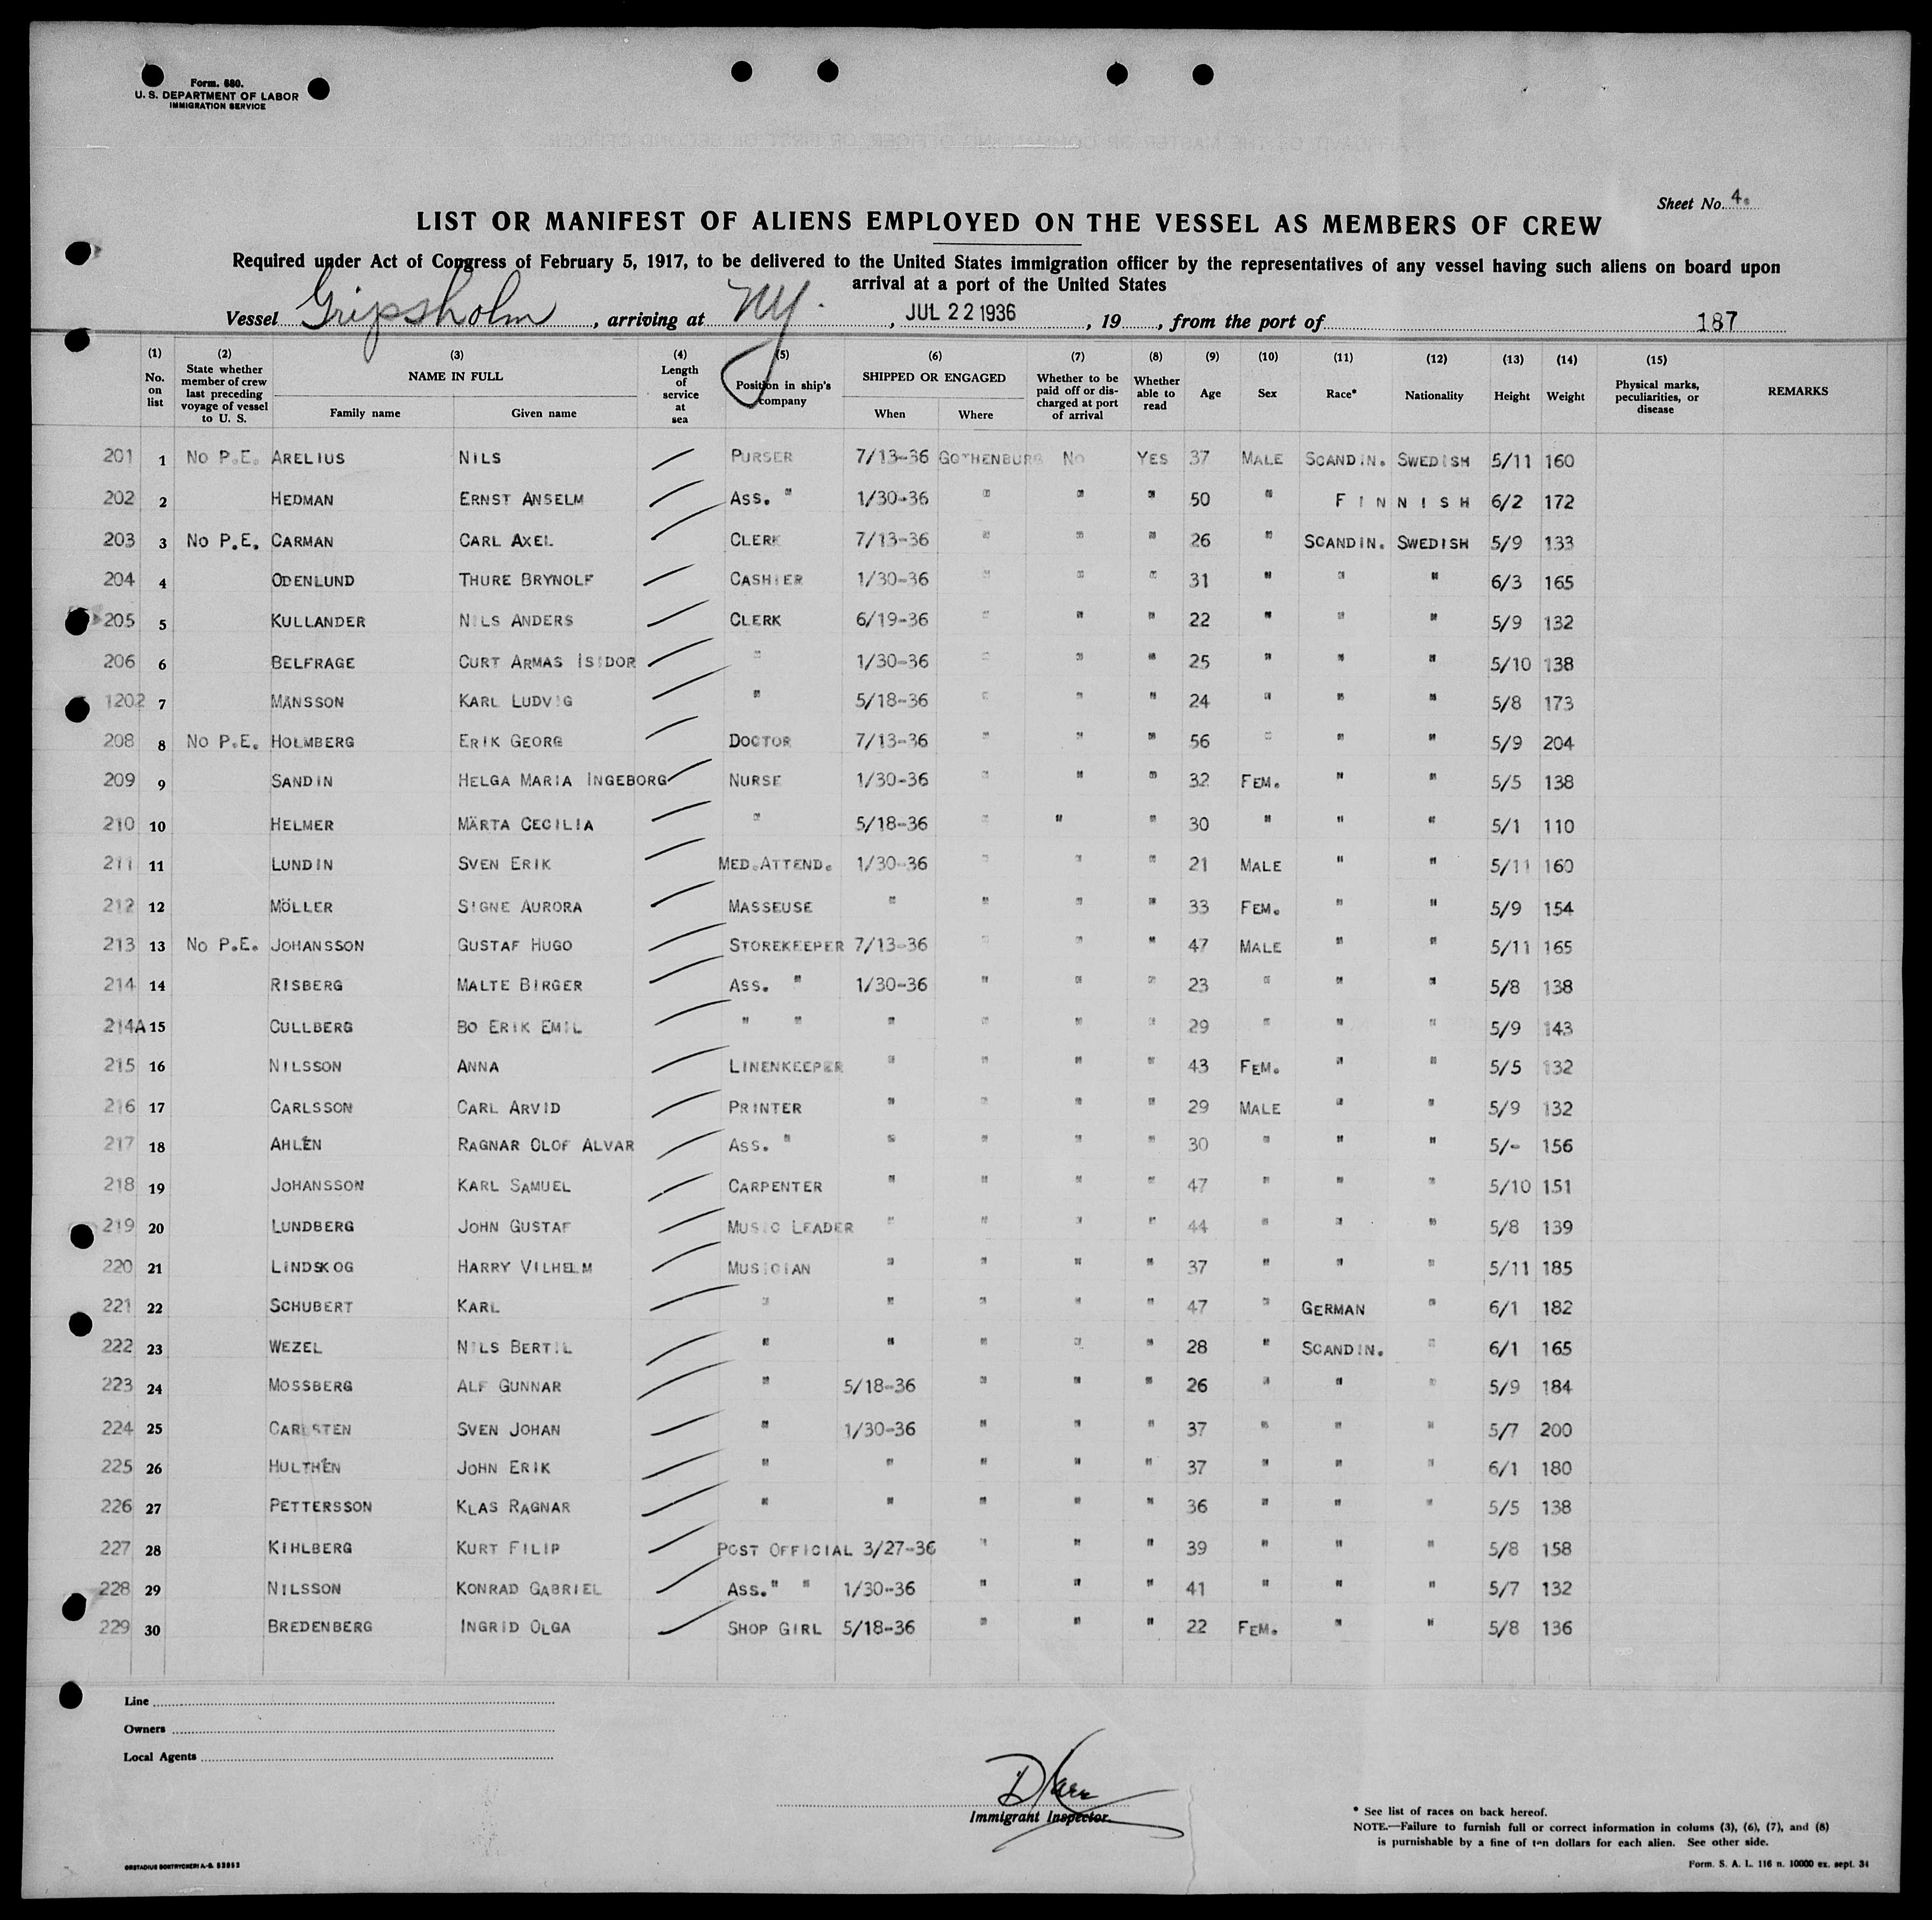 Form. 680.
U. S. DEPARTMENT OF LABOR
IMMIGRATION SERVICE
Sheet No. 4.
LIST OR MANIFEST OF ALIENS EMPLOYED ON THE VESSEL AS MEMBERS OF CREW
Required under Act of Congress of February 5, 1917, to be delivered to the United States immigration officer by the representatives of any vessel having such aliens on board upon
arrival at a port of the United States
Vessel Gripsholm, arriving at NY., JUL 22 1936, 19, from the port of 187
(1) (2) (3) (4) (5) (6) (7) (8) (9) (10) (11) (12) (13) (14) (15)
No. on list State whether member of crew last preceding voyage of vessel to U. S. NAME IN FULL Family name Given name Length of service at sea Position in ship's company SHIPPED OR ENGAGED When Where Whether to be paid off or discharged at port of arrival Whether able to read Age Sex Race* Nationality Height Weight Physical marks, peculiarities, or disease REMARKS
201 1 NO P.E. ARELIUS NILS PURSER 7/13-36 GOTHENBURG NO YES 37 MALE SCANDIN. SWEDISH 5/11 160
202 2 HEDMAN ERNST ANSELM ASS. " 1/30-36 " " " 50 " FINNISH 6/2 172
203 3 NO P.E. CARMAN CARL AXEL CLERK 7/13-36 " " " 26 " SCANDIN. SWEDISH 5/9 133
204 4 ODENLUND THURE BRYNOLF CASHIER 1/30-36 " " " 31 " " " 6/3 165
205 5 KULLANDER NILS ANDERS CLERK 6/19-36 " " " 22 " " " 5/9 132
206 6 BELFRAGE CURT ARMAS ISIDOR " 1/30-36 " " " 25 " " " 5/10 138
1202 7 MANSSON KARL LUDVIG " 5/18-36 " " " 24 " " " 5/8 173
208 8 NO P.E. HOLMBERG ERIK GEORG DOCTOR 7/13-36 " " " 56 " " " 5/9 204
209 9 SANDIN HELGA MARIA INGEBORG NURSE 1/30-36 " " " 32 FEM. " " 5/5 138
210 10 HELMER MÄRTA CECILIA " 5/18-36 " " " 30 " " " 5/1 110
211 11 LUNDIN SVEN ERIK MED.ATTEND. 1/30-36 " " " 21 MALE " " 5/11 160
212 12 MÖLLER SIGNE AURORA MASSEUSE " " " " 33 FEM. " " 5/9 154
213 13 NO P.E. JOHANSSON GUSTAF HUGO STOREKEEPER 7/13-36 " " " 47 MALE " " 5/11 165
214 14 RISBERG MALTE BIRGER ASS. " 1/30-36 " " " 23 " " " 5/8 138
214A 15 CULLBERG BO ERIK EMIL " " " " " " 29 " " " 5/9 143
215 16 NILSSON ANNA LINENKEEPER " " " " 43 FEM. " " 5/5 132
216 17 CARLSSON CARL ARVID PRINTER " " " " 29 MALE " " 5/9 132
217 18 AHLÉN RAGNAR OLOF ALVAR ASS. " " " " " 30 " " " 5/- 156
218 19 JOHANSSON KARL SAMUEL CARPENTER " " " " 47 " " " 5/10 151
219 20 LUNDBERG JOHN GUSTAF MUSIC LEADER " " " " 44 " " " 5/8 139
220 21 LINDSKOG HARRY VILHELM MUSICIAN " " " " 37 " " " 5/11 185
221 22 SCHUBERT KARL " " " " " 47 " GERMAN " 6/1 182
222 23 WEZEL NILS BERTIL " " " " " 28 " SCANDIN. " 6/1 165
223 24 MOSSBERG ALF GUNNAR " 5/18-36 " " " 26 " " " 5/9 184
224 25 CARLSTEN SVEN JOHAN " 1/30-36 " " " 37 " " " 5/7 200
225 26 HULTHÉN JOHN ERIK " " " " " 37 " " " 6/1 180
226 27 PETTERSSON KLAS RAGNAR " " " " " 36 " " " 5/5 138
227 28 KIHLBERG KURT FILIP POST OFFICIAL 3/27-36 " " " 39 " " " 5/8 158
228 29 NILSSON KONRAD GABRIEL ASS. " " 1/30-36 " " " 41 " " " 5/7 132
229 30 BREDENBERG INGRID OLGA SHOP GIRL 5/18-36 " " " 22 FEM. " " 5/8 136
Line
Owners
Local Agents
Immigrant Inspector.
* See list of races on back hereof.
NOTE.—Failure to furnish full or correct information in colums (3), (6), (7), and (8)
is purnishable by a fine of ten dollars for each alien. See other side.
Form. S. A. L. 116 n. 10000 ex. sept. 34